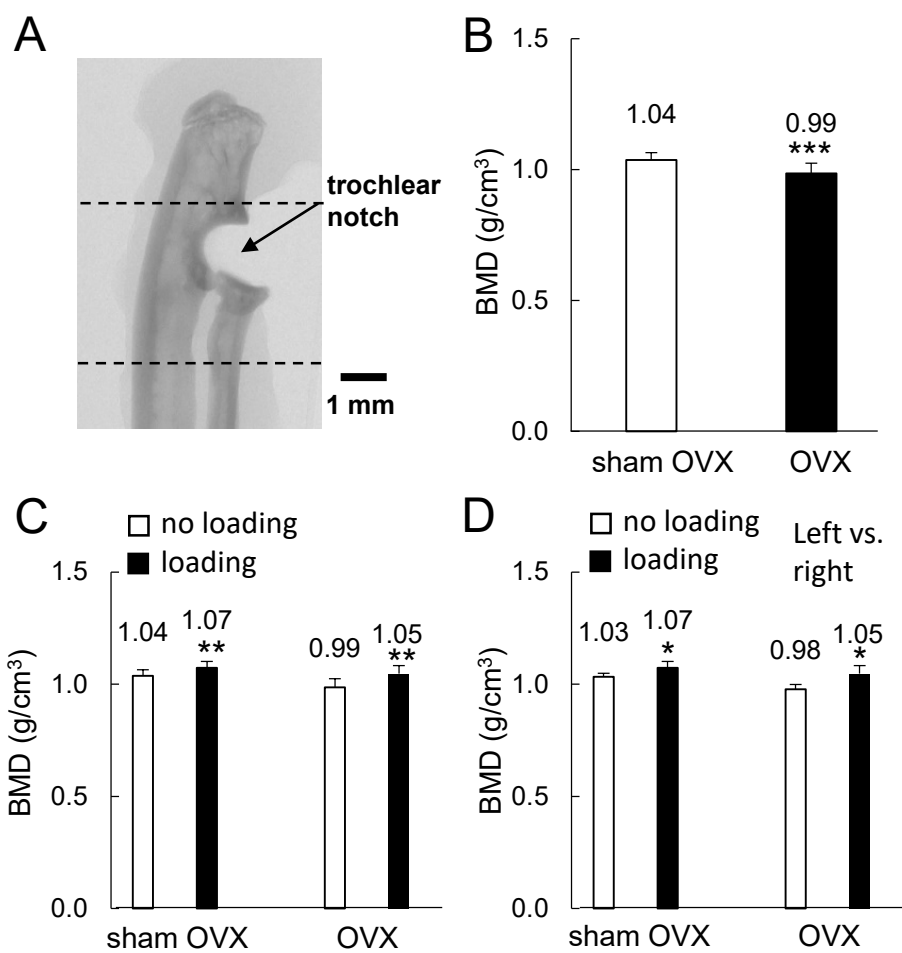 A
trochlear
notch
1 mm
B
BMD (g/cm³)
1.5
1.0
0.5
0.0
1.04
0.99
***
sham OVX
OVX
C
no loading
loading
BMD (g/cm³)
1.5
1.0
0.5
0.0
1.04
1.07
**
0.99
1.05
**
sham OVX
OVX
D
no loading
loading
Left vs.
right
BMD (g/cm³)
1.5
1.0
0.5
0.0
1.03
1.07
*
0.98
1.05
*
sham OVX
OVX